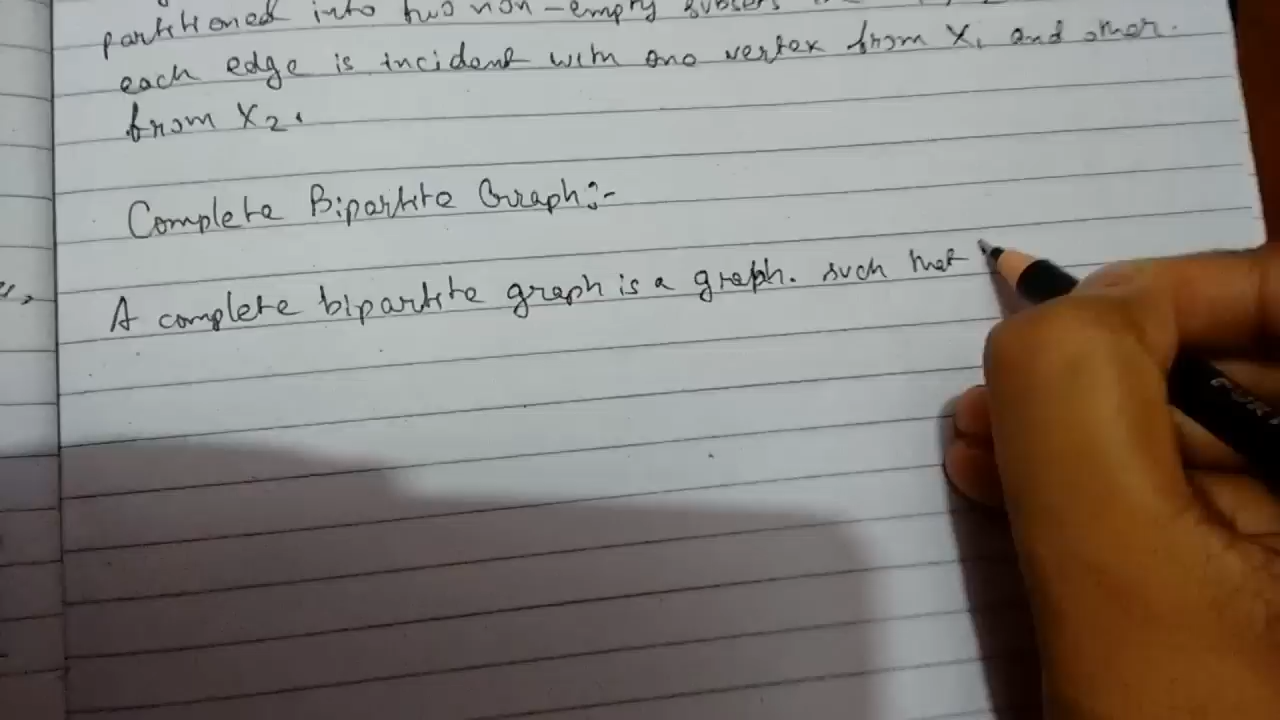 partitioned into two non-empty subsets
each edge is incident with one vertex from X₁ and other.
from X₂.
Complete Bipartite Graph:-
A complete bipartite graph is a graph. such that